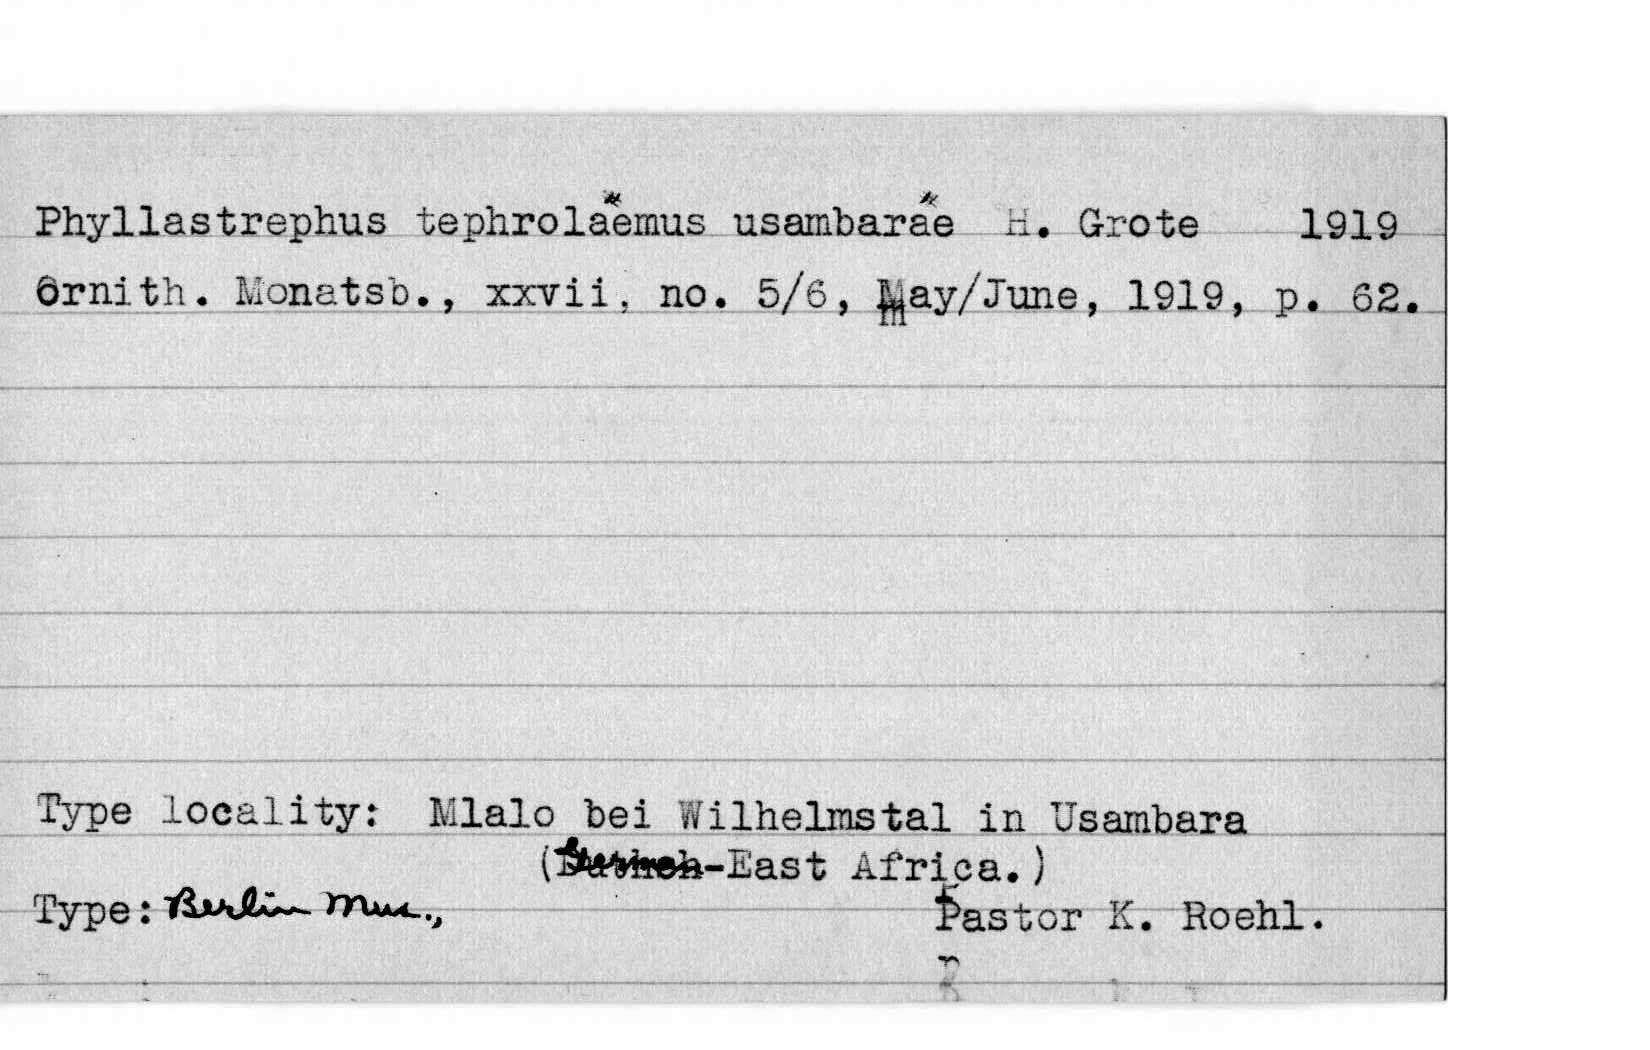 Phyllastrephus tephrolaemus usambarae H. Grote 1919
Ornith. Monatsb., xxvii, no. 5/6, May/June, 1919, p. 62.
Type locality: Mlalo bei Wilhelmstal in Usambara
(German-East Africa.)
Type: Berlin Mus., Pastor K. Roehl.